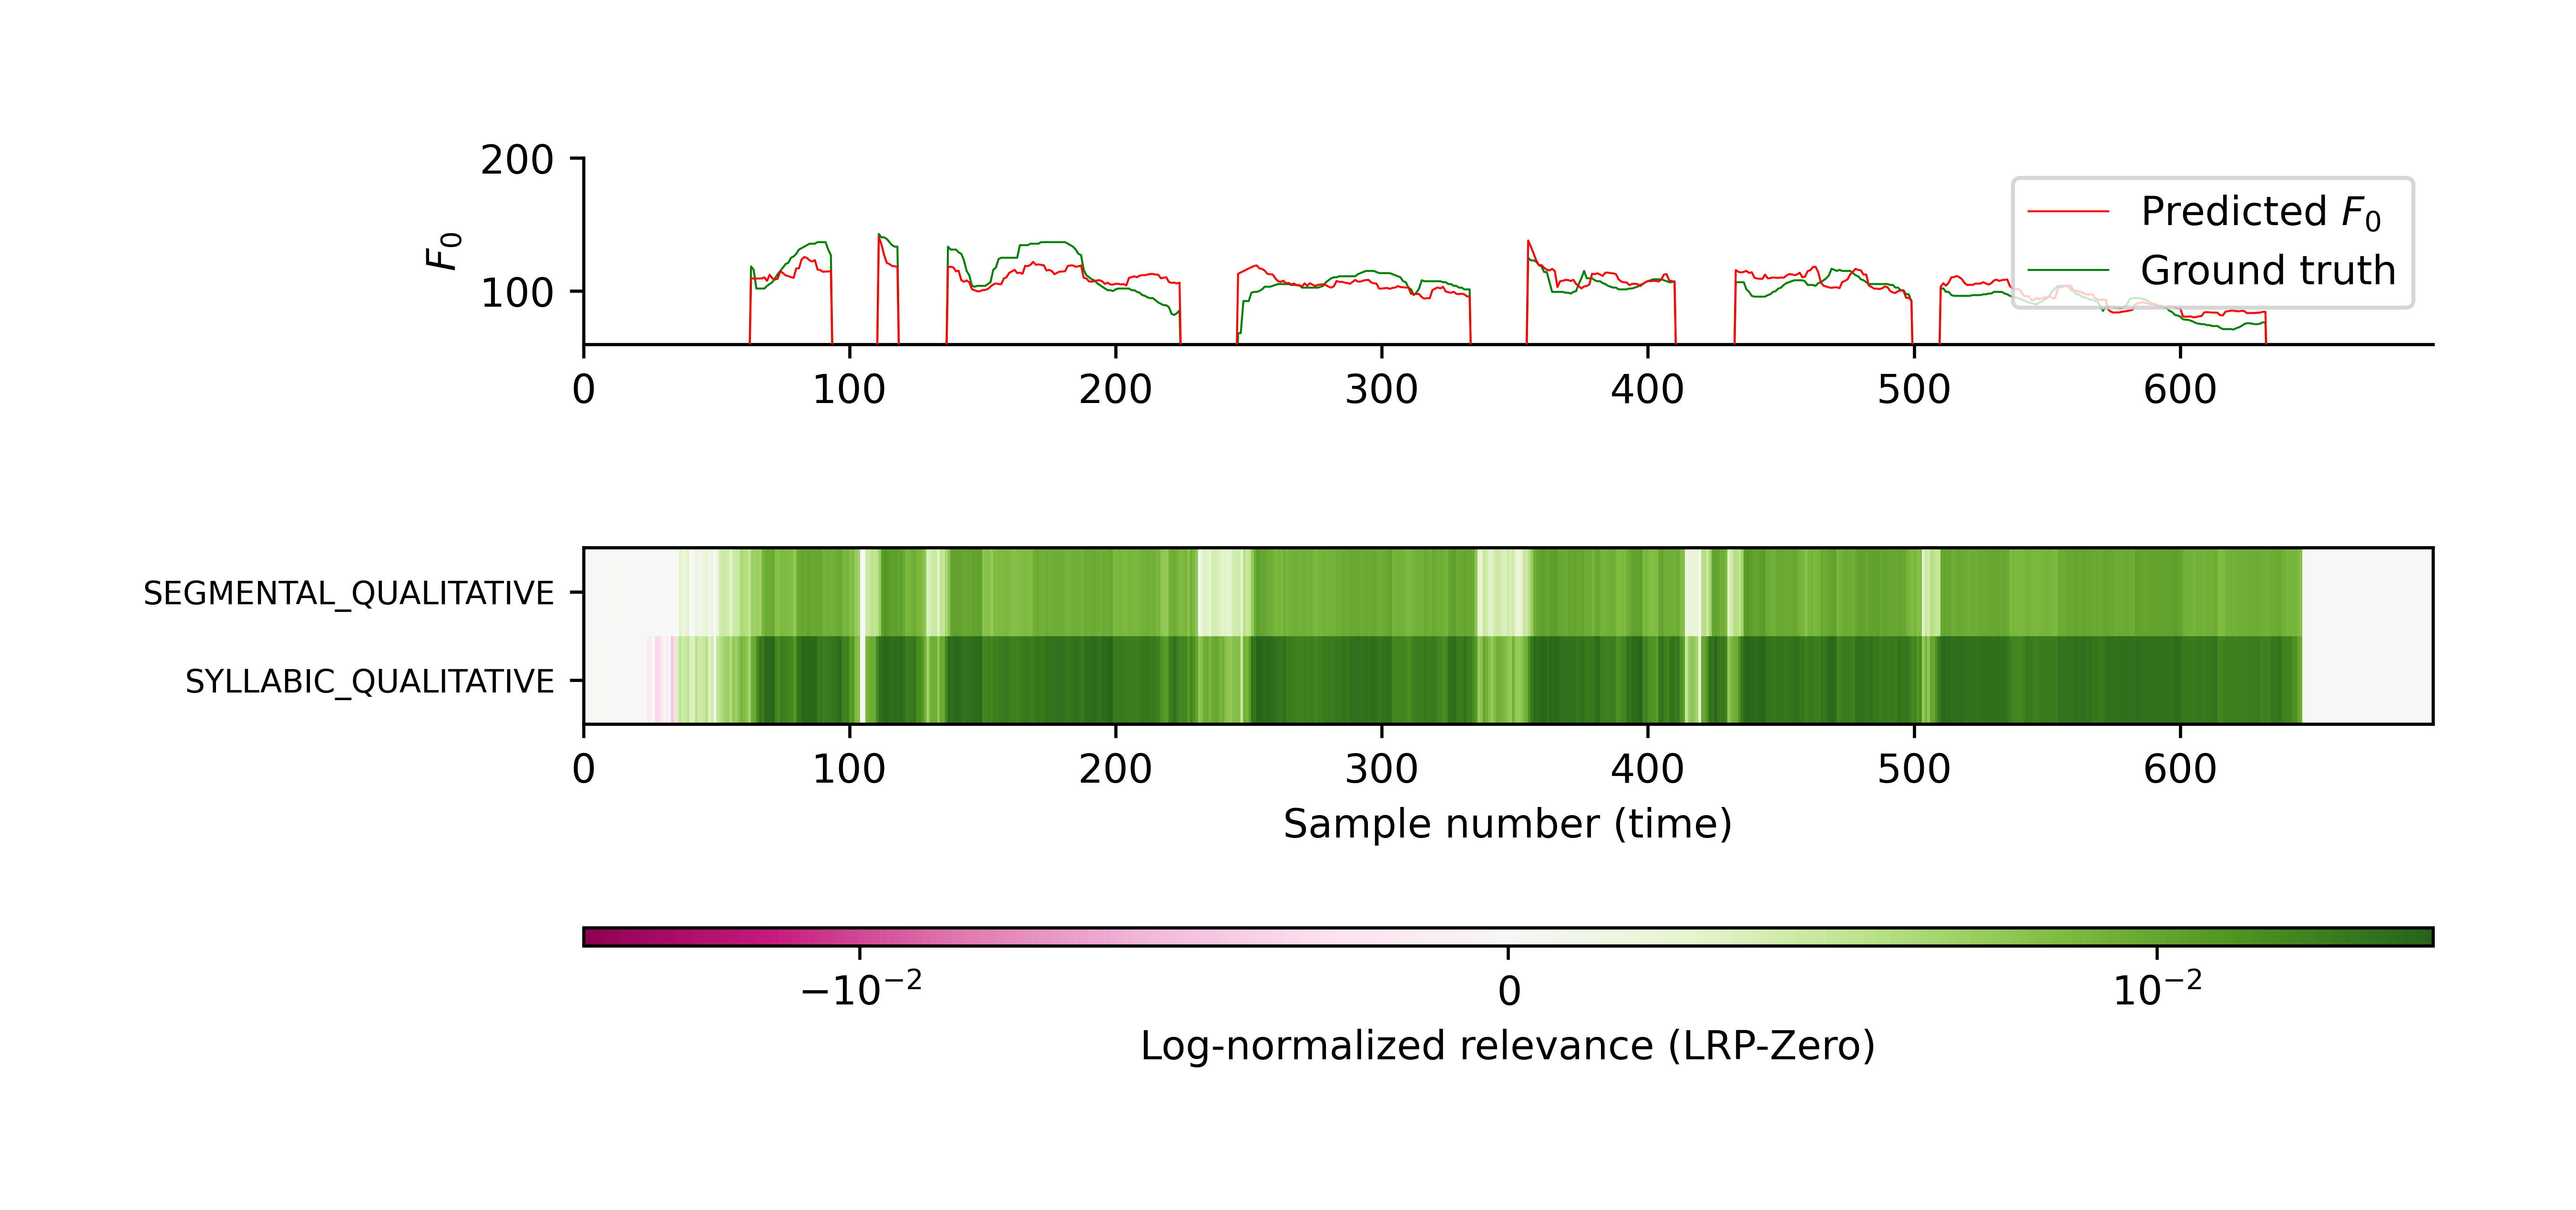 200
100
F0
Predicted F0
Ground truth
0 100 200 300 400 500 600
SEGMENTAL_QUALITATIVE
SYLLABIC_QUALITATIVE
0 100 200 300 400 500 600
Sample number (time)
−10−2 0 10−2
Log-normalized relevance (LRP-Zero)